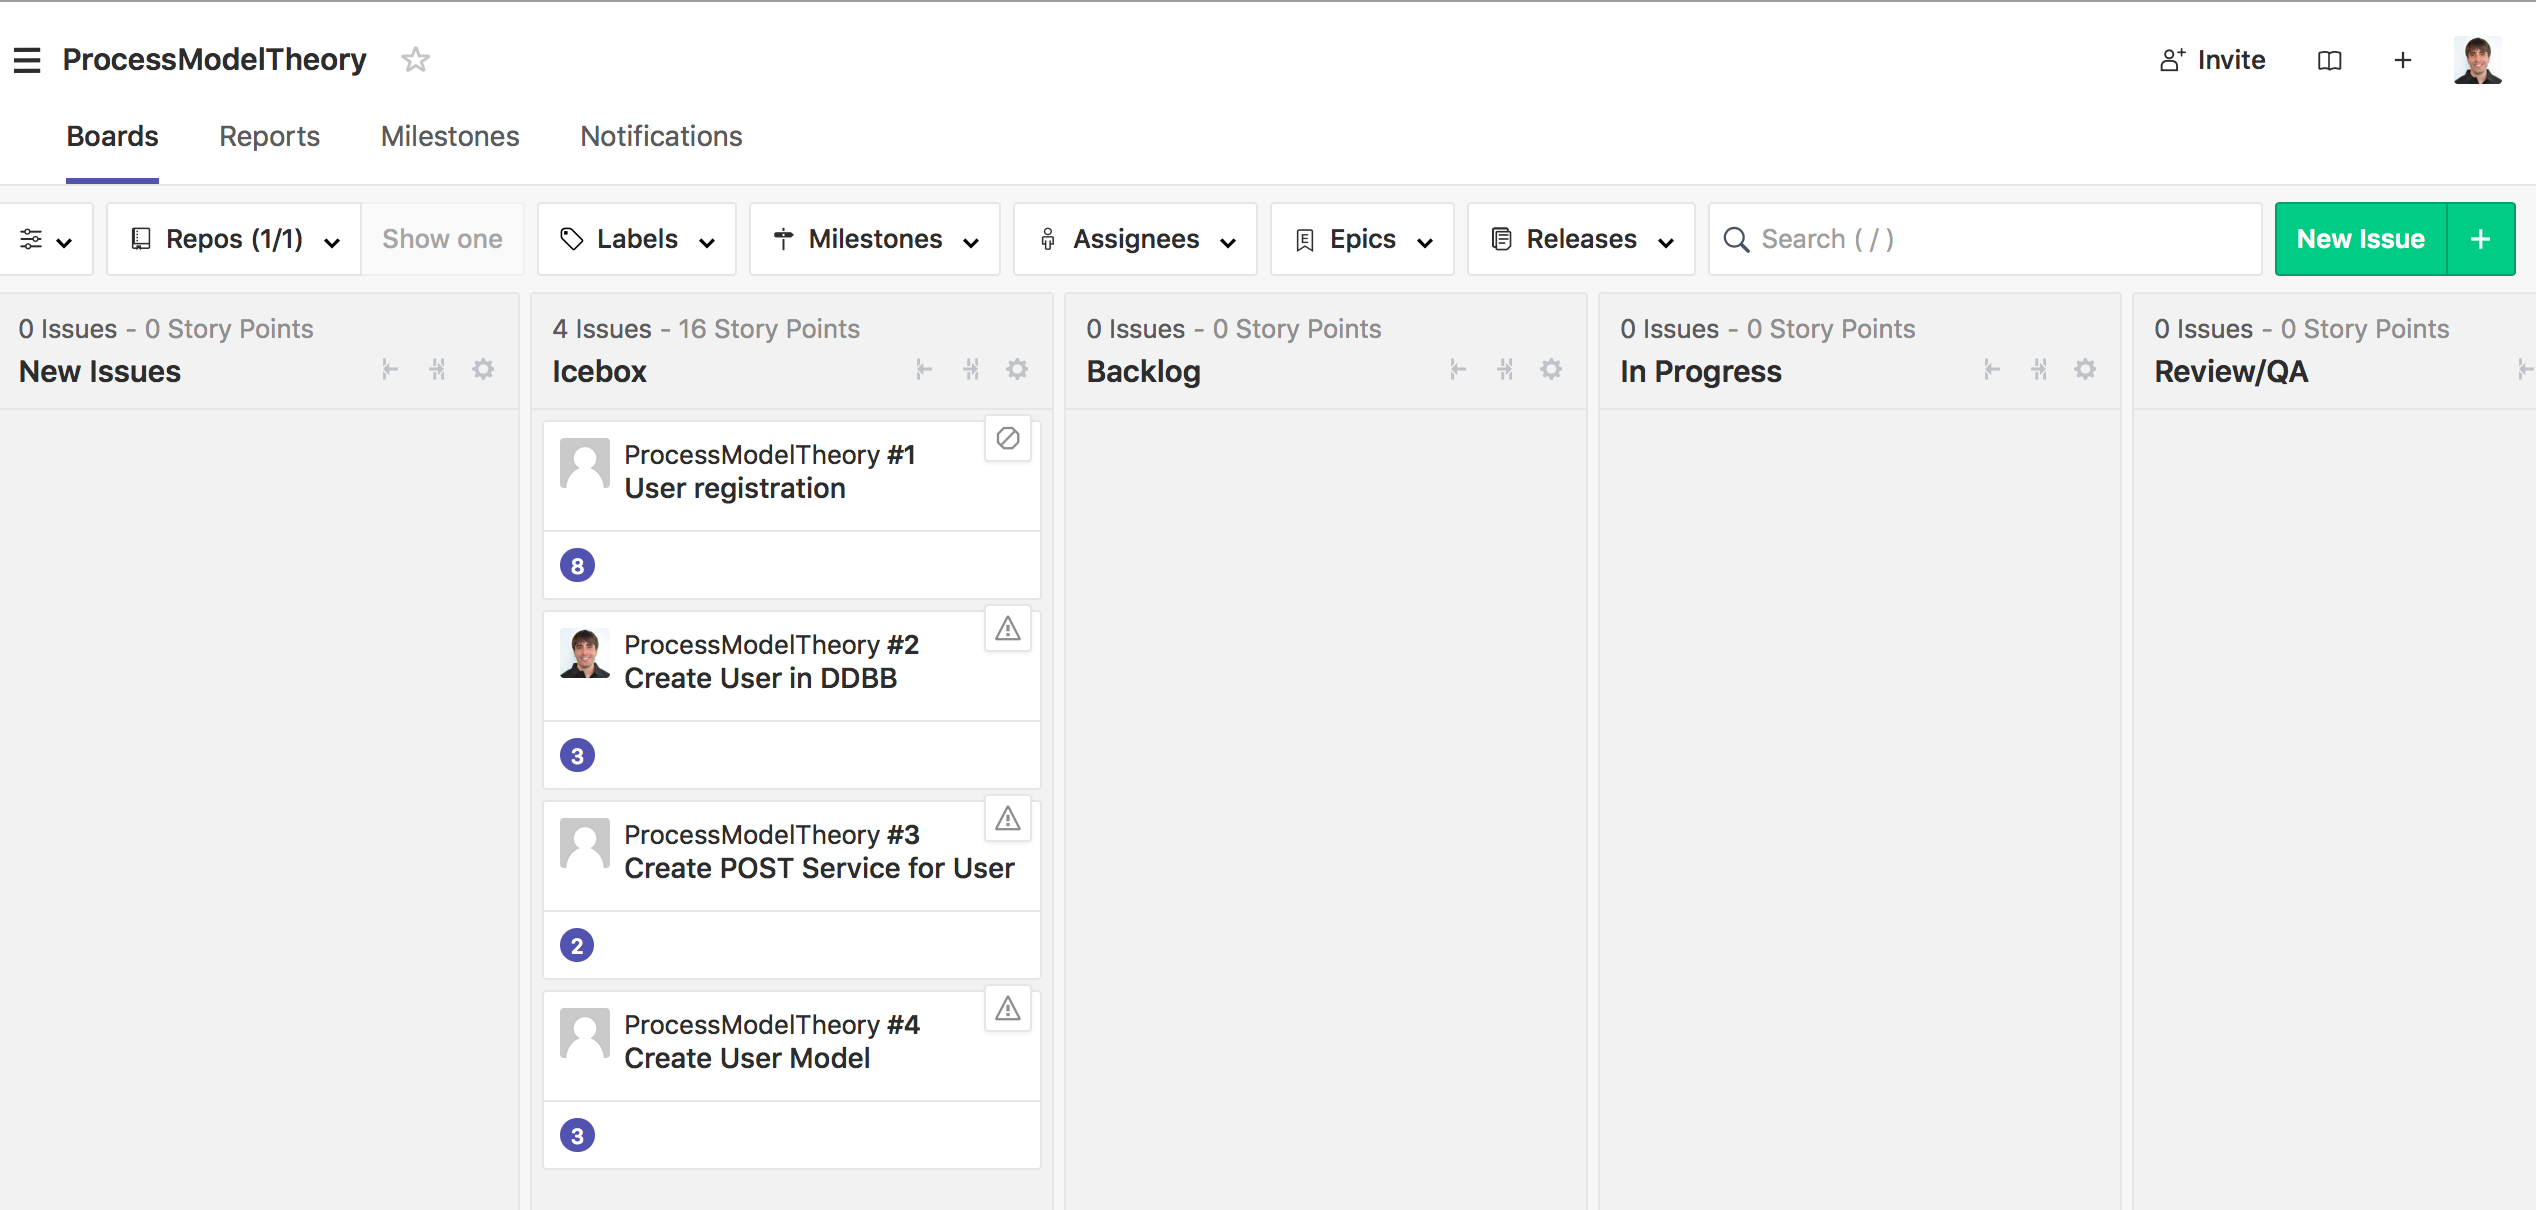 ProcessModelTheory
Invite
Boards Reports Milestones Notifications
Repos (1/1) Show one Labels Milestones Assignees Epics Releases Search ( / ) New Issue +
0 Issues - 0 Story Points
New Issues
4 Issues - 16 Story Points
Icebox
ProcessModelTheory #1
User registration
8
ProcessModelTheory #2
Create User in DDBB
3
ProcessModelTheory #3
Create POST Service for User
2
ProcessModelTheory #4
Create User Model
3
0 Issues - 0 Story Points
Backlog
0 Issues - 0 Story Points
In Progress
0 Issues - 0 Story Points
Review/QA